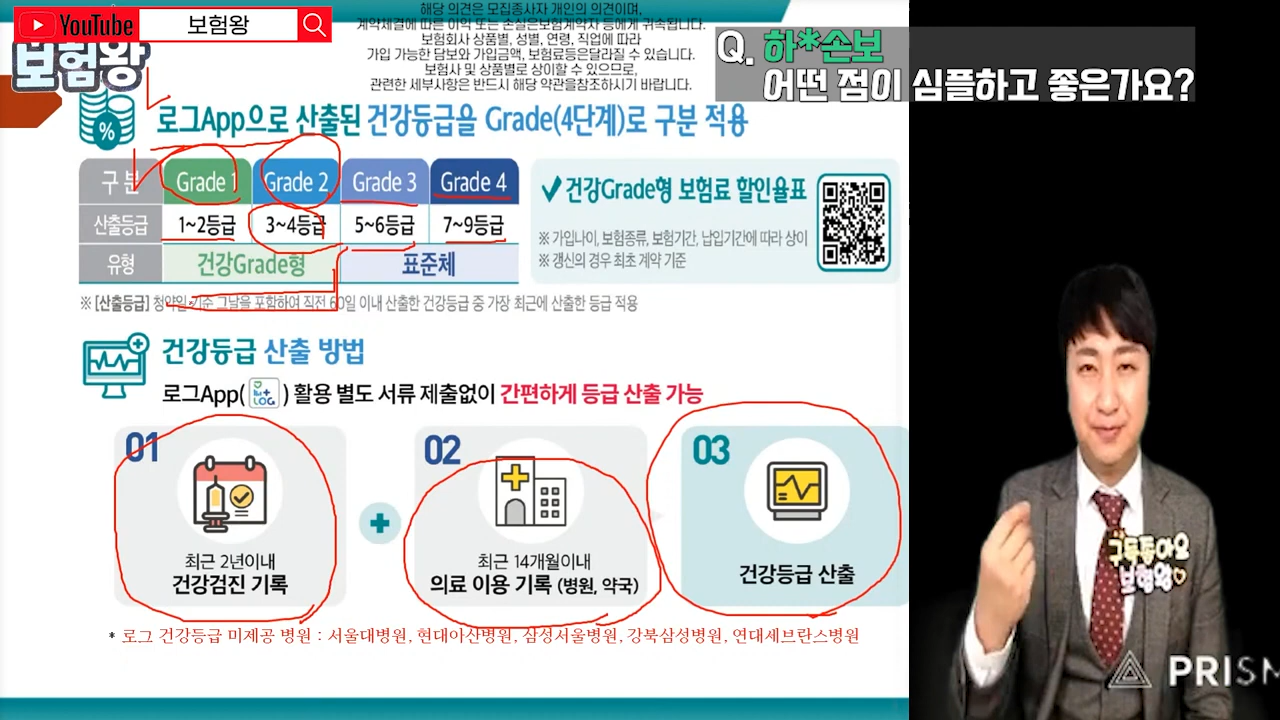 YouTube 보험왕
보험왕
해당 의견은 모집종사자 개인의 의견이며,
계약체결에 따른 이익 또는 손실은보험계약자 등에게 귀속됩니다.
보험회사 상품별, 성별, 연령, 직업에 따라
가입 가능한 담보와 가입금액, 보험료등은달라질 수 있습니다.
보험사 및 상품별로 상이할 수 있으므로,
관련한 세부사항은 반드시 해당 약관을참조하시기 바랍니다.
Q. 하*손보
어떤 점이 심플하고 좋은가요?
로그App으로 산출된 건강등급을 Grade(4단계)로 구분 적용
구 분 Grade 1 Grade 2 Grade 3 Grade 4
산출등급 1~2등급 3~4등급 5~6등급 7~9등급
유형 건강Grade형 표준체
건강Grade형 보험료 할인율표
※ 가입나이, 보험종류, 보험기간, 납입기간에 따라 상이
※ 갱신의 경우 최초 계약 기준
※ [산출등급] 청약일 기준 그날을 포함하여 직전 60일 이내 산출한 건강등급 중 가장 최근에 산출한 등급 적용
건강등급 산출 방법
로그App( LOG ) 활용 별도 서류 제출없이 간편하게 등급 산출 가능
01
최근 2년이내
건강검진 기록
02
최근 14개월이내
의료 이용 기록 (병원, 약국)
03
건강등급 산출
* 로그 건강등급 미제공 병원 : 서울대병원, 현대아산병원, 삼성서울병원, 강북삼성병원, 연대세브란스병원
구독좋아요
보험왕♡
PRISM